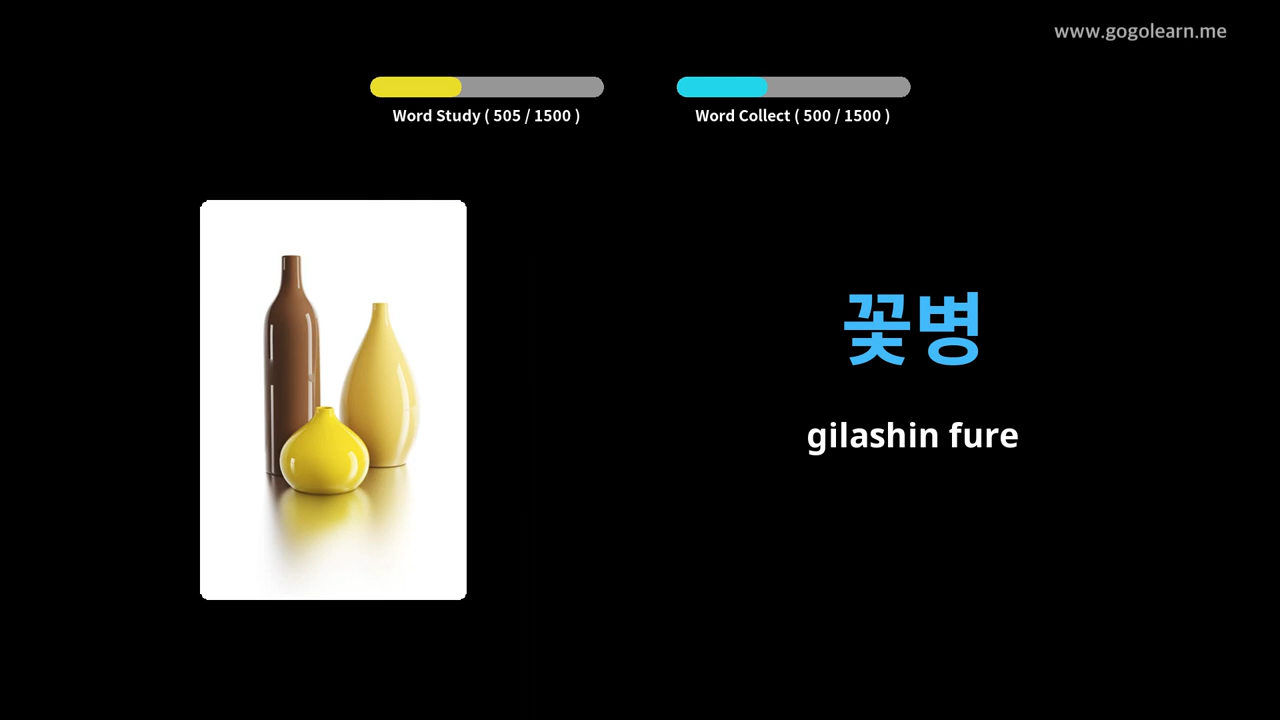 www.gogolearn.me
Word Study ( 505 / 1500 )
Word Collect ( 500 / 1500 )
꽃병
gilashin fure